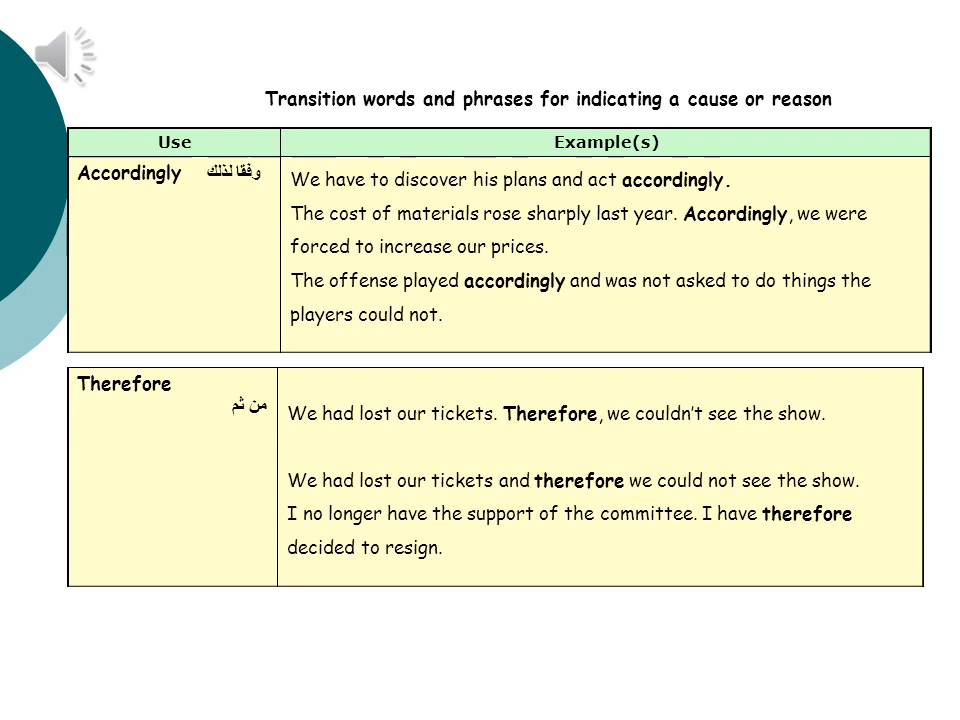 Transition words and phrases for indicating a cause or reason
Use Example(s)
Accordingly وفقا لذلك
We have to discover his plans and act accordingly.
The cost of materials rose sharply last year. Accordingly, we were
forced to increase our prices.
The offense played accordingly and was not asked to do things the
players could not.
Therefore
من ثم
We had lost our tickets. Therefore, we couldn’t see the show.
We had lost our tickets and therefore we could not see the show.
I no longer have the support of the committee. I have therefore
decided to resign.